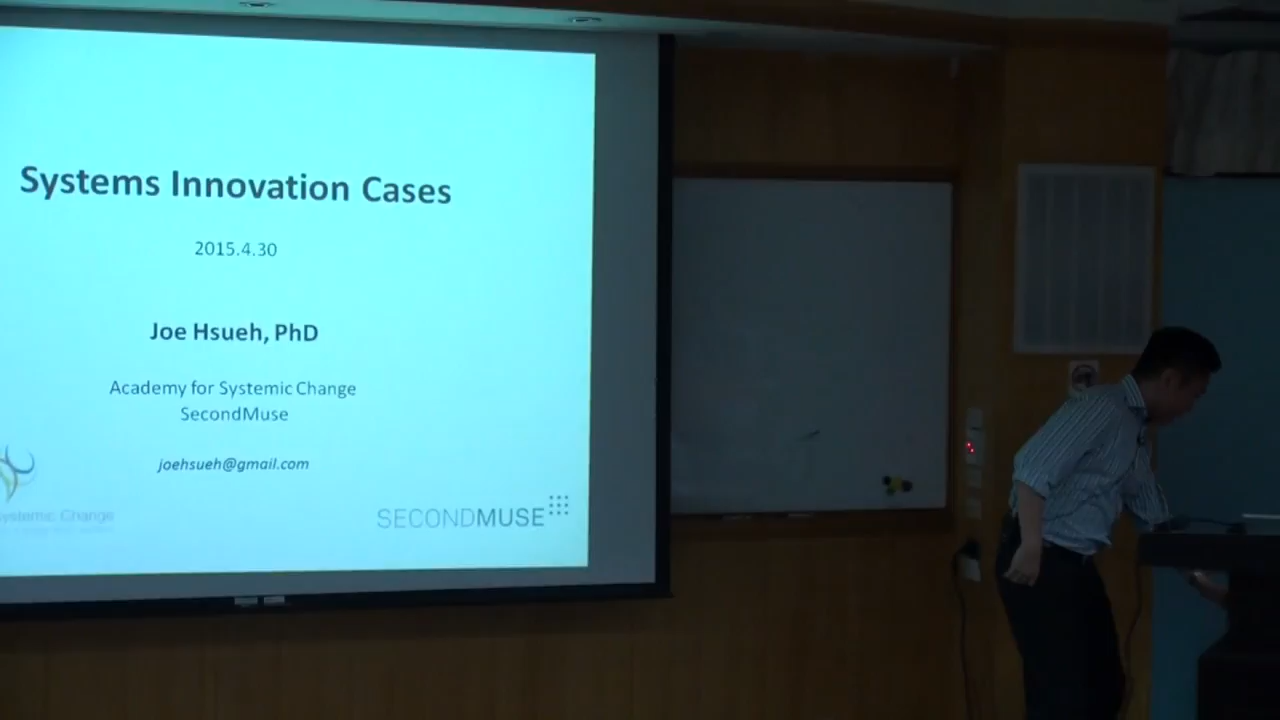 Systems Innovation Cases
2015.4.30
Joe Hsueh, PhD
Academy for Systemic Change
SecondMuse
joehsueh@gmail.com
ystemic Change
SECONDMUSE